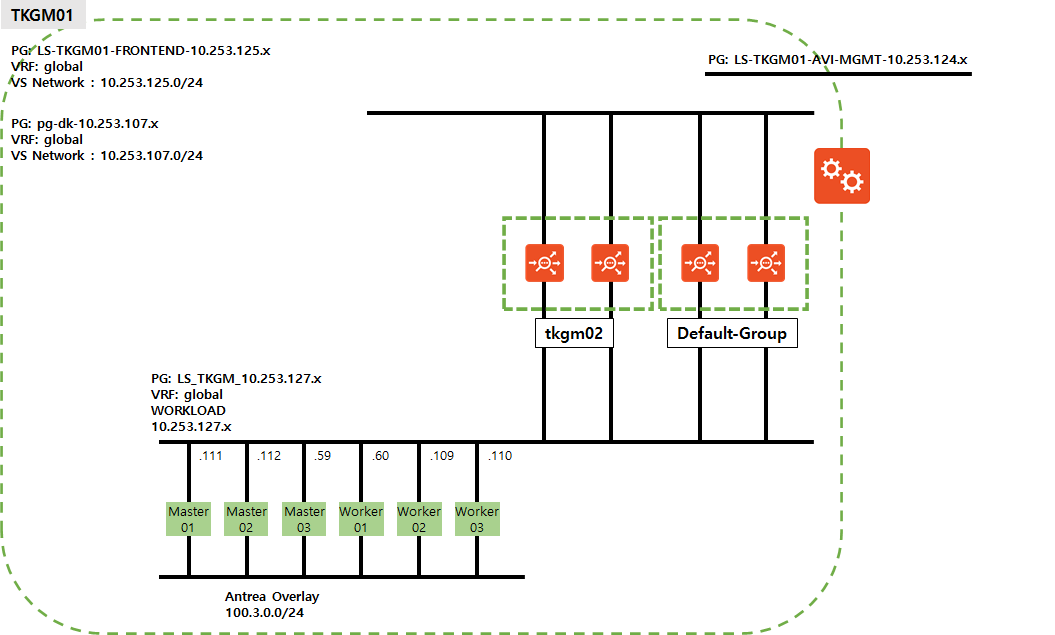 TKGM01
PG: LS-TKGM01-FRONTEND-10.253.125.x
VRF: global
VS Network : 10.253.125.0/24
PG: LS-TKGM01-AVI-MGMT-10.253.124.x
PG: pg-dk-10.253.107.x
VRF: global
VS Network : 10.253.107.0/24
tkgm02
Default-Group
PG: LS_TKGM_10.253.127.x
VRF: global
WORKLOAD
10.253.127.x
.111
.112
.59
.60
.109
.110
Master
01
Master
02
Master
03
Worker
01
Worker
02
Worker
03
Antrea Overlay
100.3.0.0/24